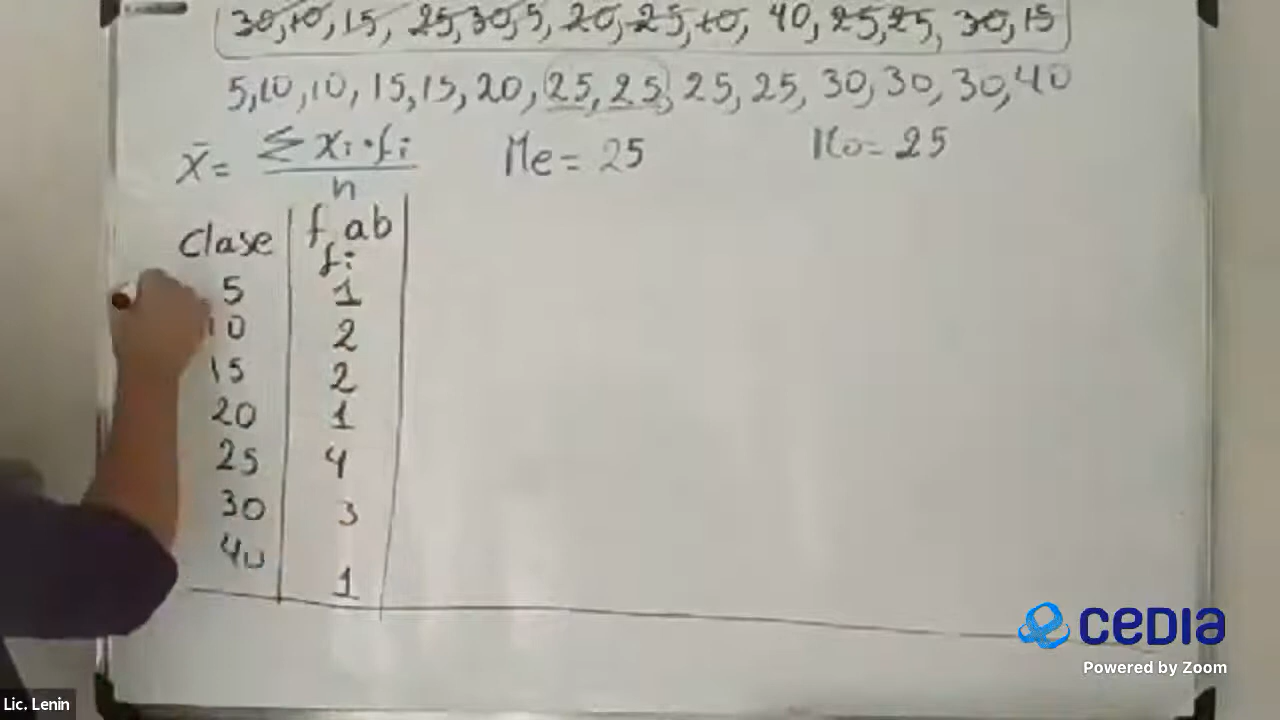 30, 10, 15, 25, 30, 5, 20, 25, 10, 40, 25, 25, 30, 15
5, 10, 10, 15, 15, 20, 25, 25, 25, 25, 30, 30, 30, 40
x̄ = Σ xi · fi / n
Me = 25
Mo = 25
Clase | f ab fi
5 | 1
10 | 2
15 | 2
20 | 1
25 | 4
30 | 3
40 | 1
cedia
Powered by Zoom
Lic. Lenin